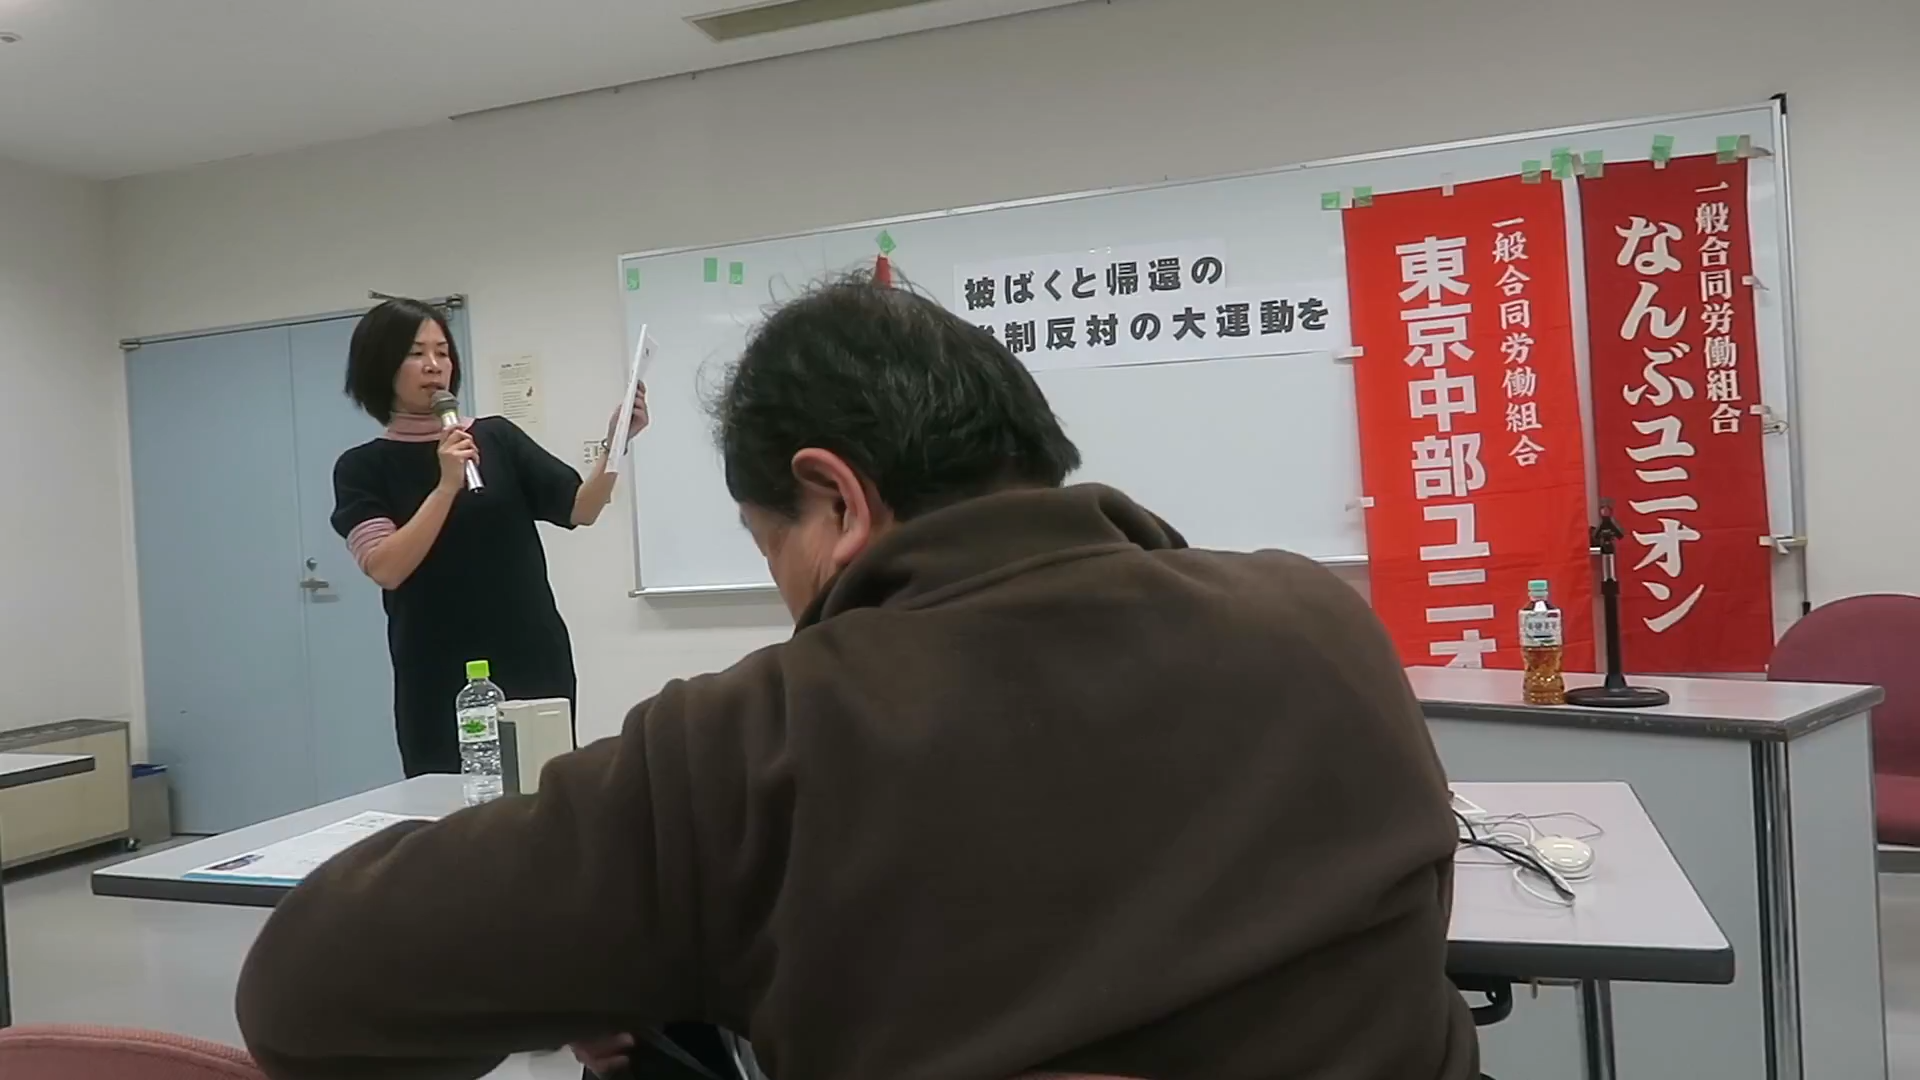 被ばくと帰還の
制反対の大運動を
一般合同労働組合
東京中部ユニオ
一般合同労働組合
なんぶユニオン